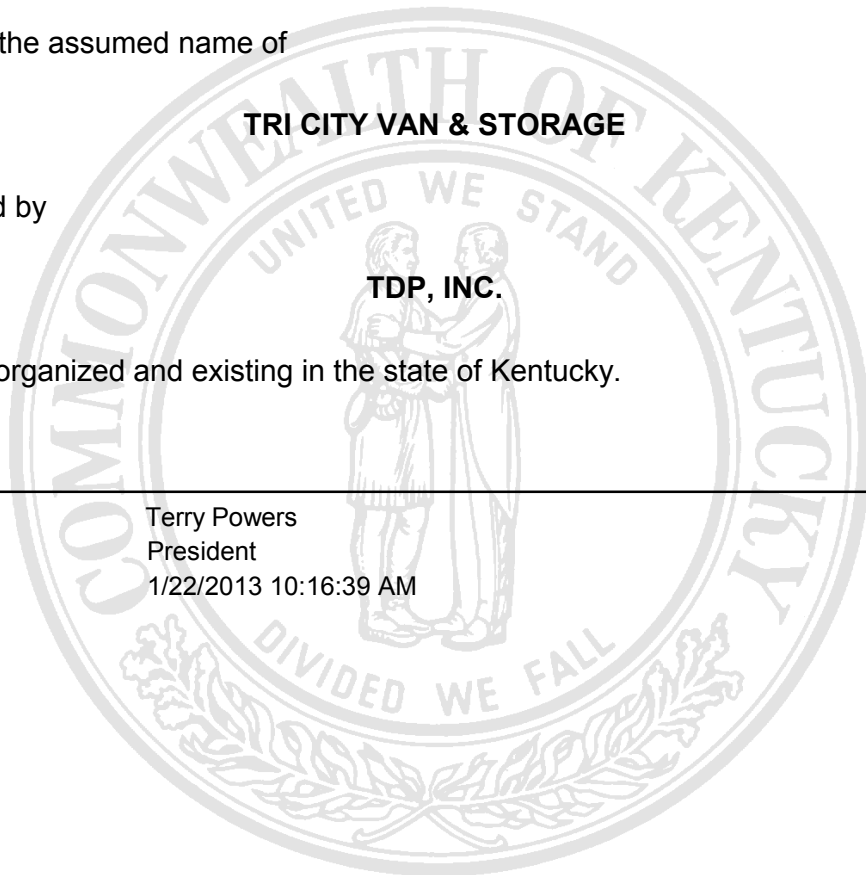 the assumed name of
TRI CITY VAN & STORAGE
d by
TDP, INC.
organized and existing in the state of Kentucky.
Terry Powers
President
1/22/2013 10:16:39 AM
COMMONWEALTH OF KENTUCKY
UNITED WE STAND
DIVIDED WE FALL